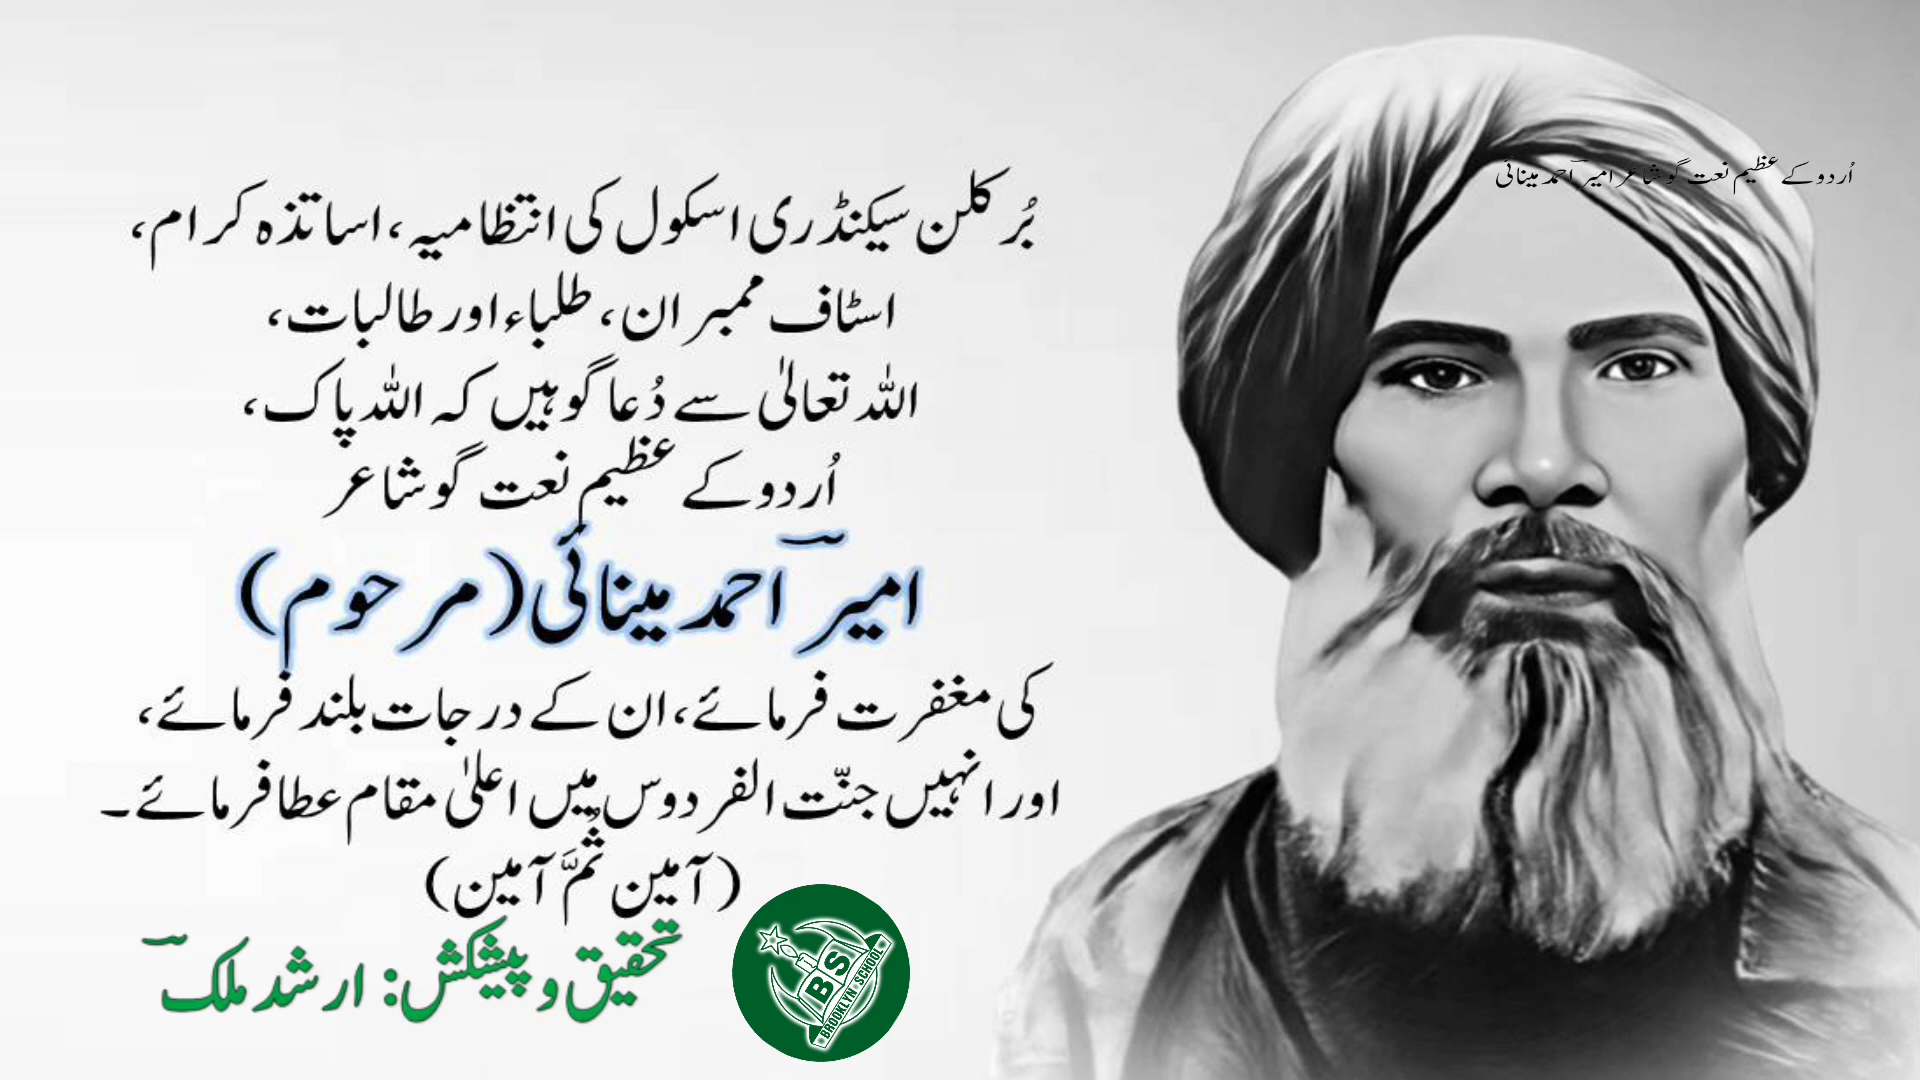 اُردو کے عظیم نعت گو شاعر امیرؔ احمد مینائی
بُرکلن سیکنڈری اسکول کی انتظامیہ، اساتذہ کرام،
اسٹاف ممبران، طلباء اور طالبات،
اللہ تعالیٰ سے دُعا گو ہیں کہ اللہ پاک،
اُردو کے عظیم نعت گو شاعر
امیرؔ احمد مینائی (مرحوم)
کی مغفرت فرمائے، ان کے درجات بلند فرمائے،
اور انہیں جنّت الفردوس میں اعلیٰ مقام عطا فرمائے۔
(آمین ثُمَّ آمین)
تحقیق و پیشکش: ارشد ملکؔ
BS
BROOKLYN SCHOOL